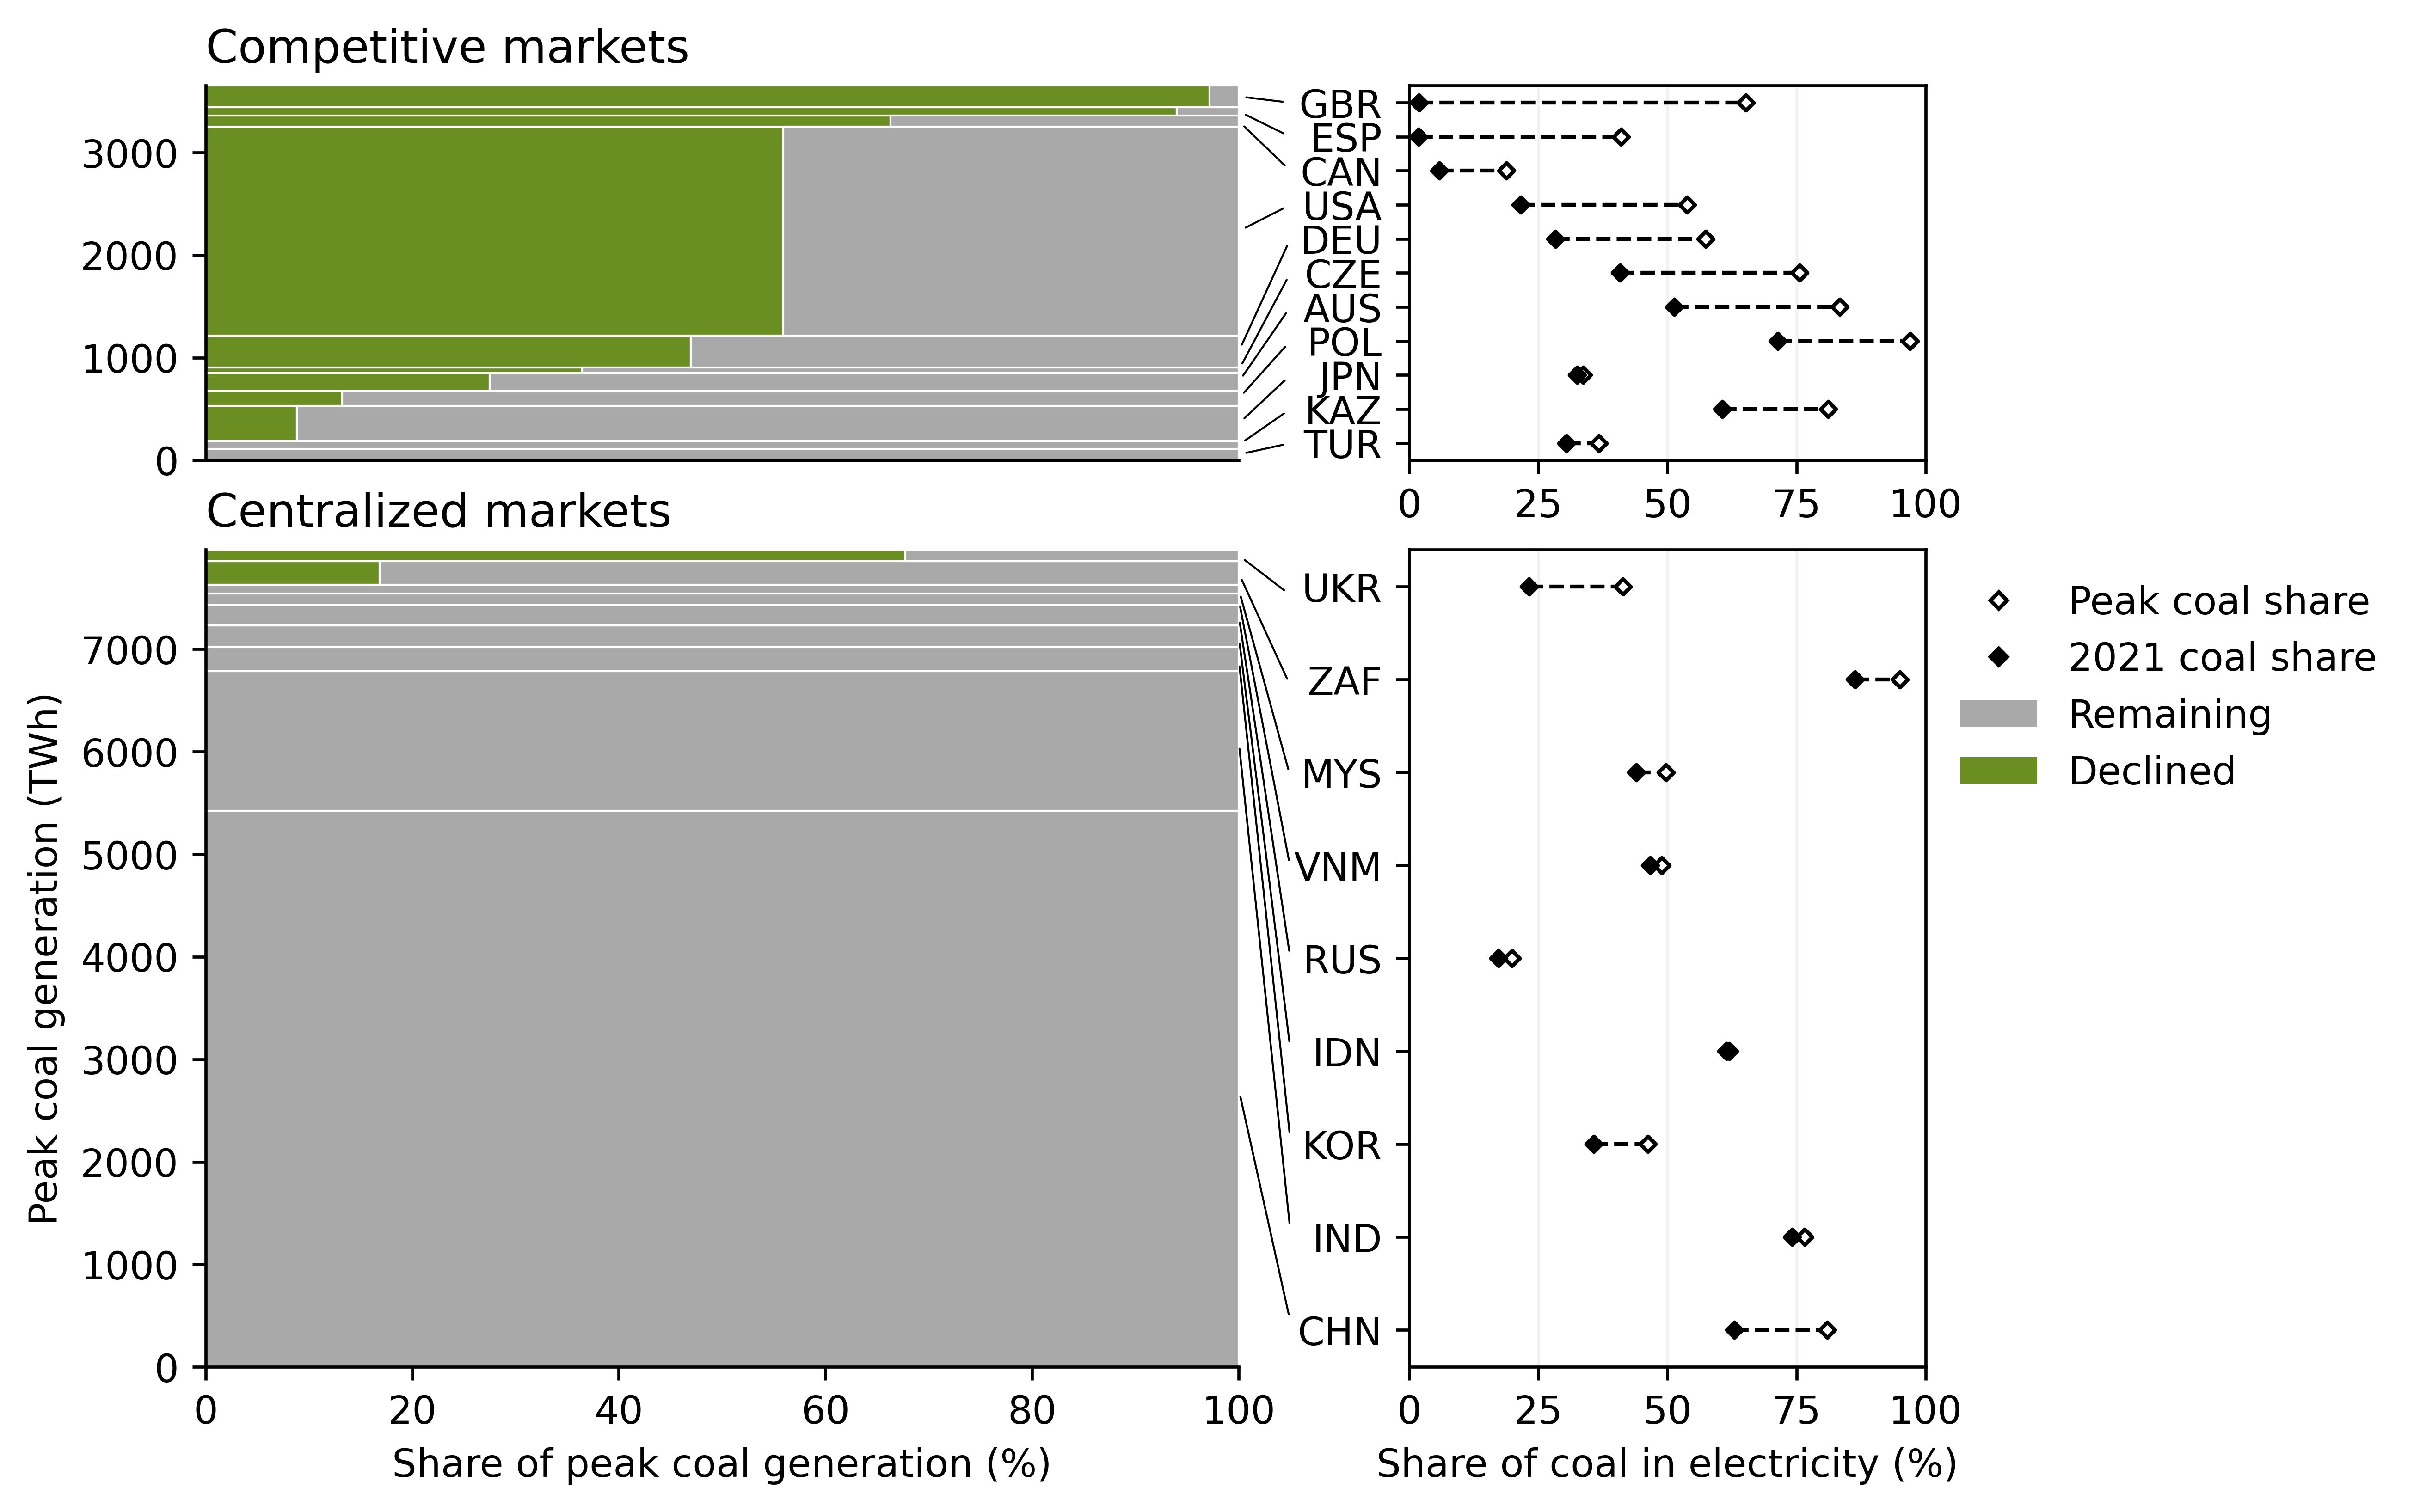 Competitive markets
3000
2000
1000
0
GBR
ESP
CAN
USA
DEU
CZE
AUS
POL
JPN
KAZ
TUR
0 25 50 75 100
Centralized markets
Peak coal generation (TWh)
7000
6000
5000
4000
3000
2000
1000
0
0 20 40 60 80 100
Share of peak coal generation (%)
UKR
ZAF
MYS
VNM
RUS
IDN
KOR
IND
CHN
0 25 50 75 100
Share of coal in electricity (%)
Peak coal share
2021 coal share
Remaining
Declined